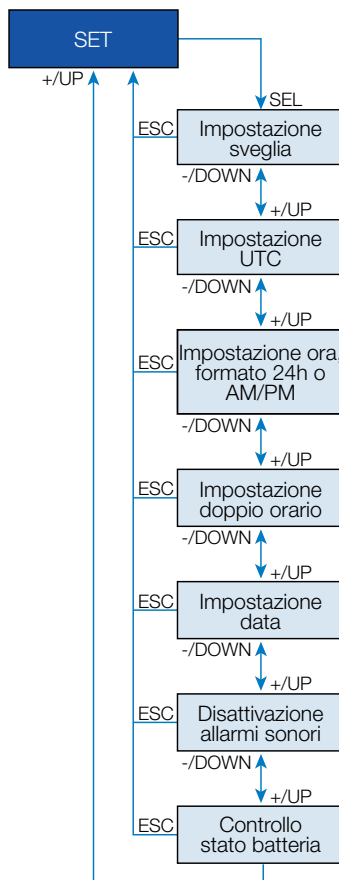 SET
+/UP
SEL
ESC
Impostazione
sveglia
-/DOWN
+/UP
ESC
Impostazione
UTC
-/DOWN
+/UP
ESC
Impostazione ora,
formato 24h o
AM/PM
-/DOWN
+/UP
ESC
Impostazione
doppio orario
-/DOWN
+/UP
ESC
Impostazione
data
-/DOWN
+/UP
ESC
Disattivazione
allarmi sonori
-/DOWN
+/UP
ESC
Controllo
stato batteria